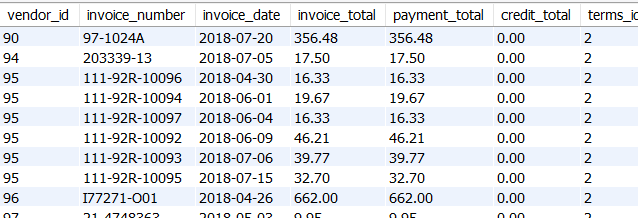 vendor_id invoice_number invoice_date invoice_total payment_total credit_total
90 97-1024A 2018-07-20 356.48 356.48 0.00 2
94 203339-13 2018-07-05 17.50 17.50 0.00 2
95 111-92R-10096 2018-04-30 16.33 16.33 0.00 2
95 111-92R-10094 2018-06-01 19.67 19.67 0.00 2
95 111-92R-10097 2018-06-04 16.33 16.33 0.00 2
95 111-92R-10092 2018-06-09 46.21 46.21 0.00 2
95 111-92R-10093 2018-07-06 39.77 39.77 0.00 2
95 111-92R-10095 2018-07-15 32.70 32.70 0.00 2
96 I77271-O01 2018-04-26 662.00 662.00 0.00 2
97 21-4748363 2018-05-03 9.95 9.95 0.00 2